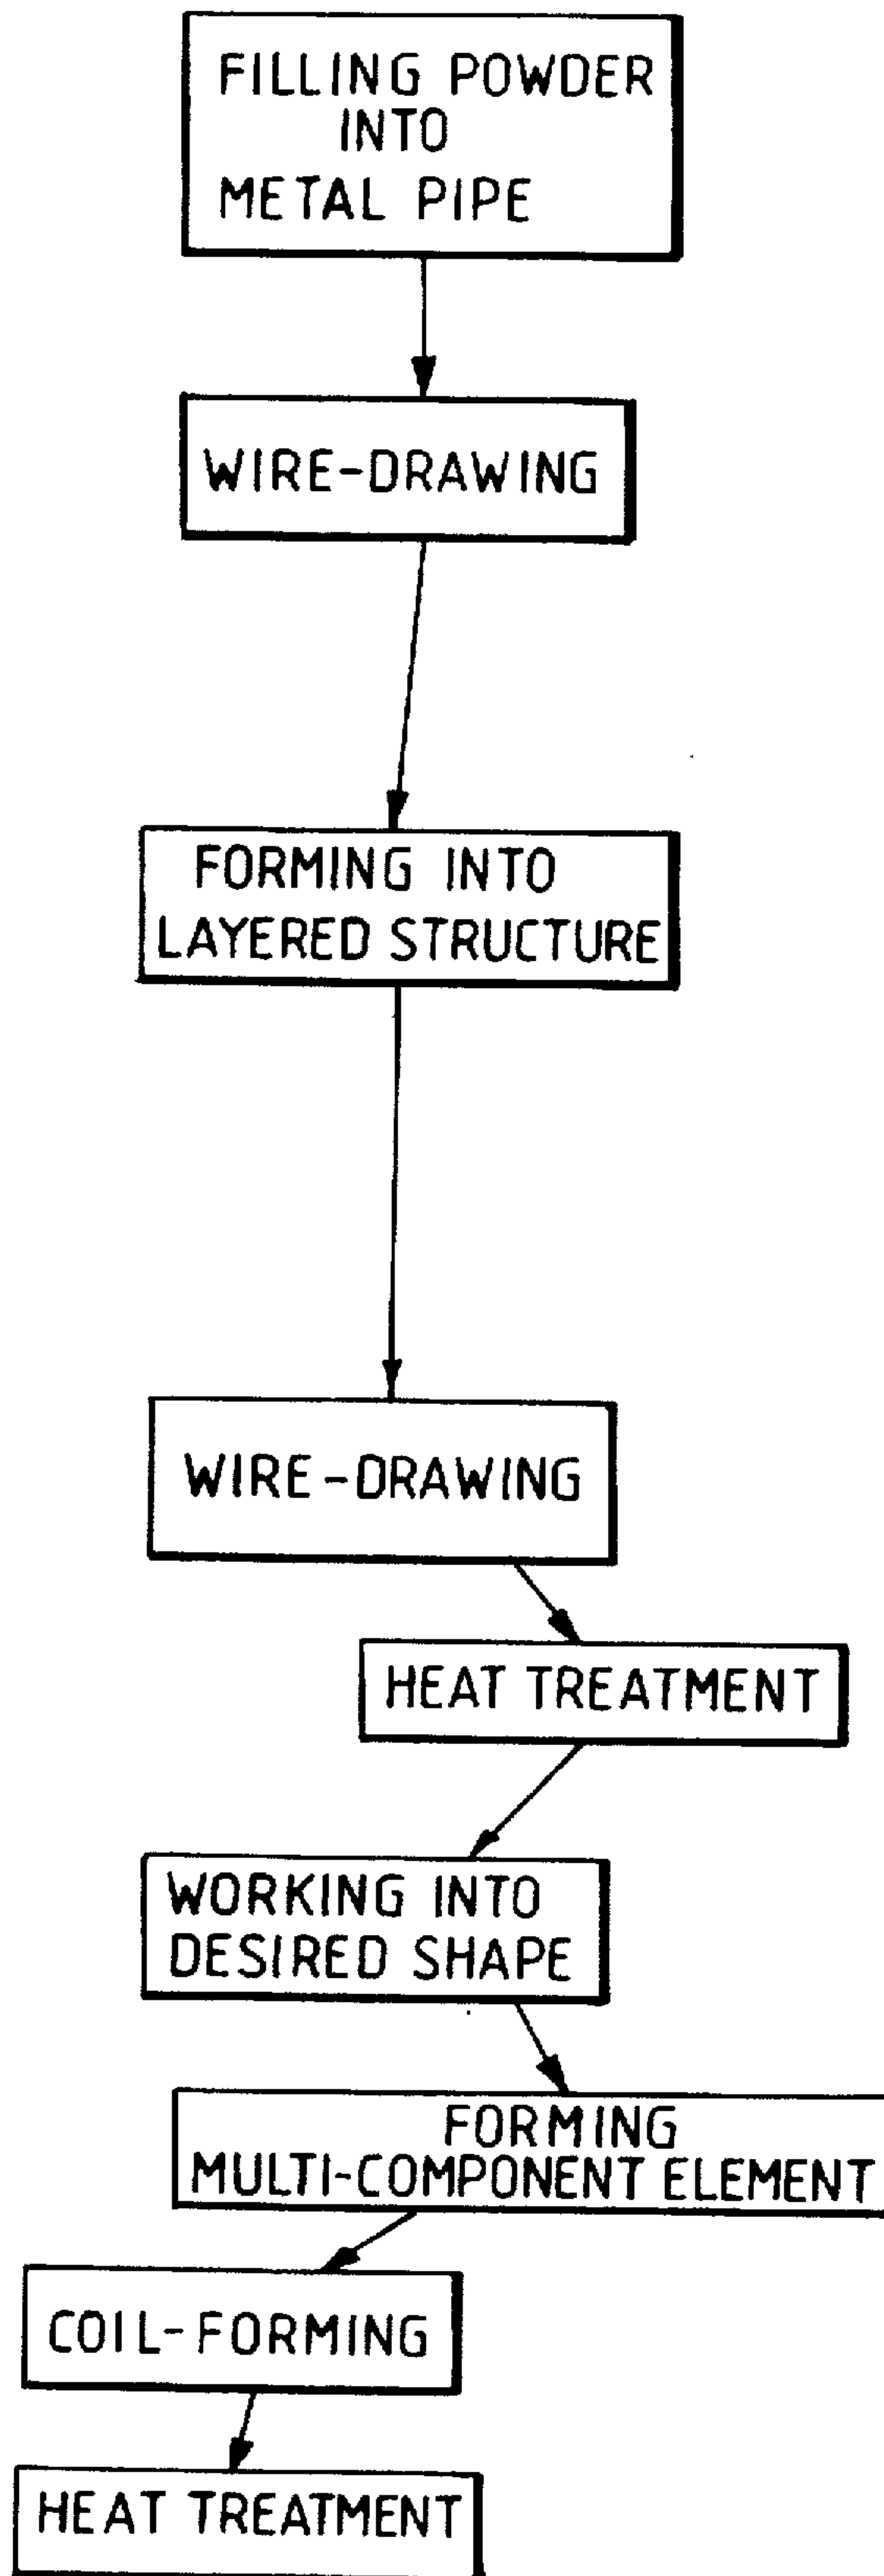 FILLING POWDER
INTO
METAL PIPE
WIRE-DRAWING
FORMING INTO
LAYERED STRUCTURE
WIRE-DRAWING
HEAT TREATMENT
WORKING INTO
DESIRED SHAPE
FORMING
MULTI-COMPONENT ELEMENT
COIL-FORMING
HEAT TREATMENT